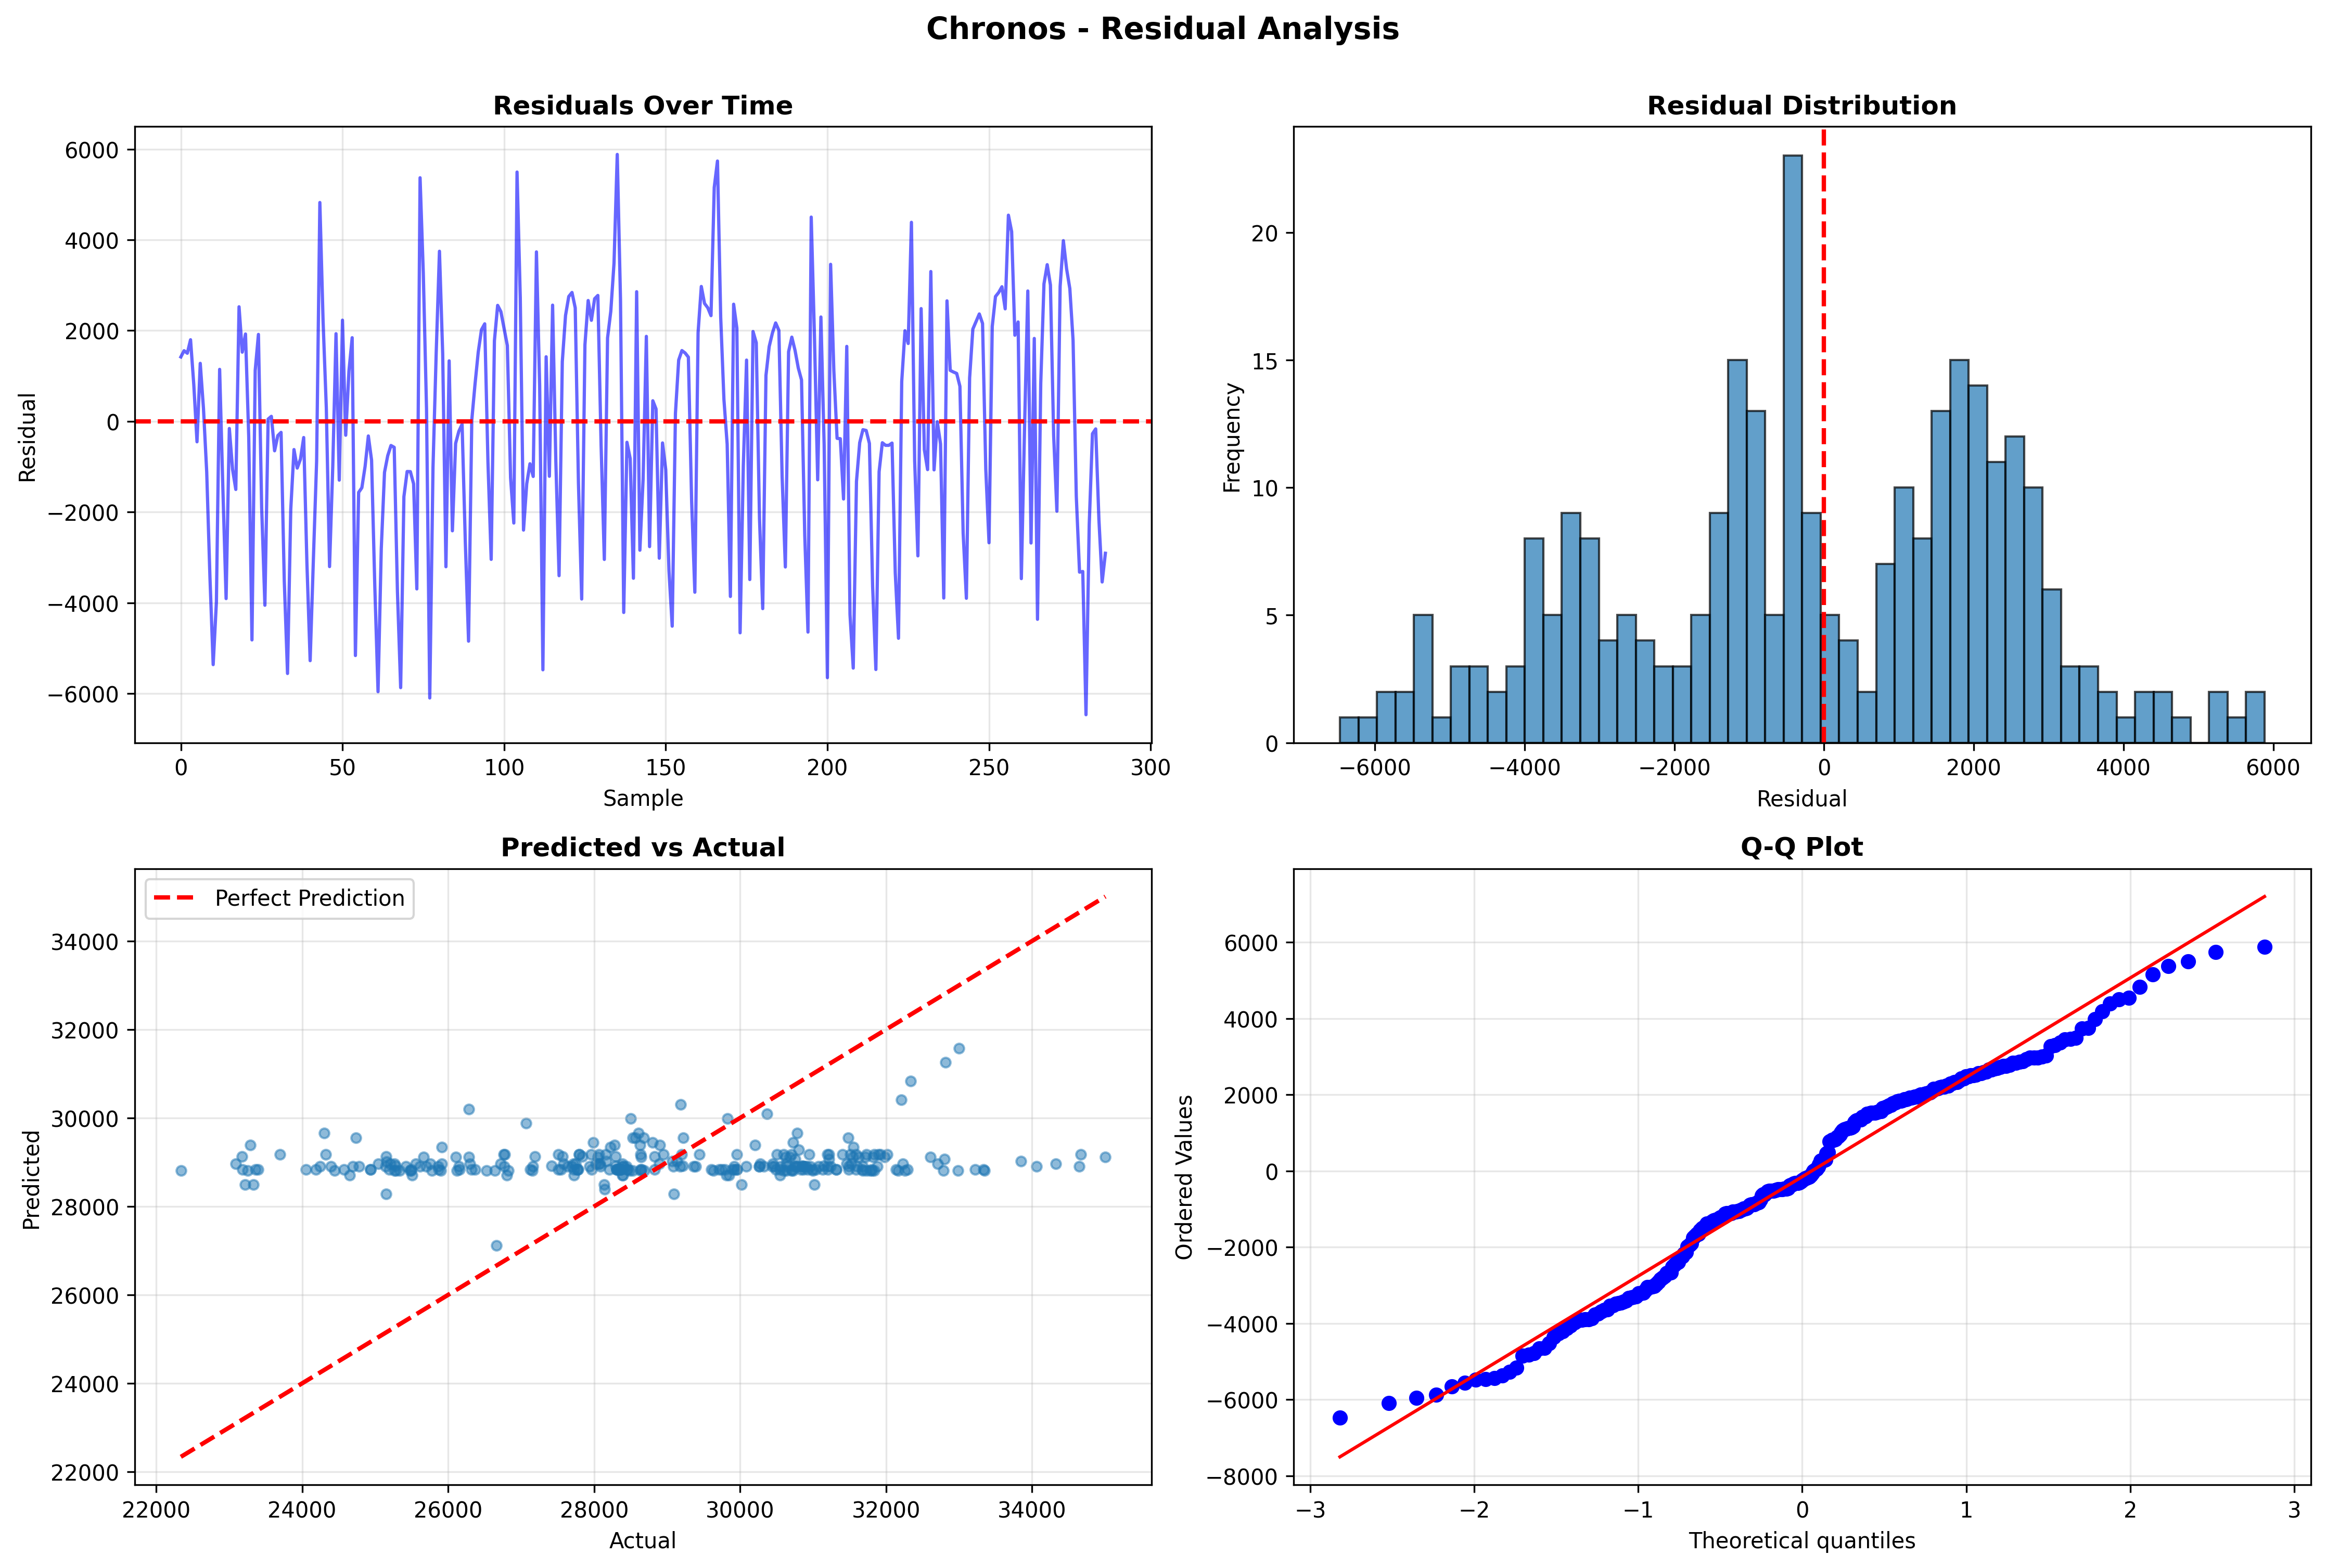 Chronos - Residual Analysis
Residuals Over Time
Residual
6000
4000
2000
0
−2000
−4000
−6000
0 50 100 150 200 250 300
Sample
Residual Distribution
Frequency
20
15
10
5
0
−6000 −4000 −2000 0 2000 4000 6000
Residual
Predicted vs Actual
Perfect Prediction
Predicted
34000
32000
30000
28000
26000
24000
22000
22000 24000 26000 28000 30000 32000 34000
Actual
Q-Q Plot
Ordered Values
6000
4000
2000
0
−2000
−4000
−6000
−8000
−3 −2 −1 0 1 2 3
Theoretical quantiles